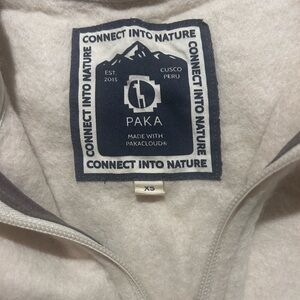 CONNECT INTO NATURE
CONNECT INTO NATURE
CONNECT INTO NATURE
EST.
2015
CUSCO
PERU
PAKA
MADE WITH
PAKACLOUD®
CONNECT INTO NATURE
XS